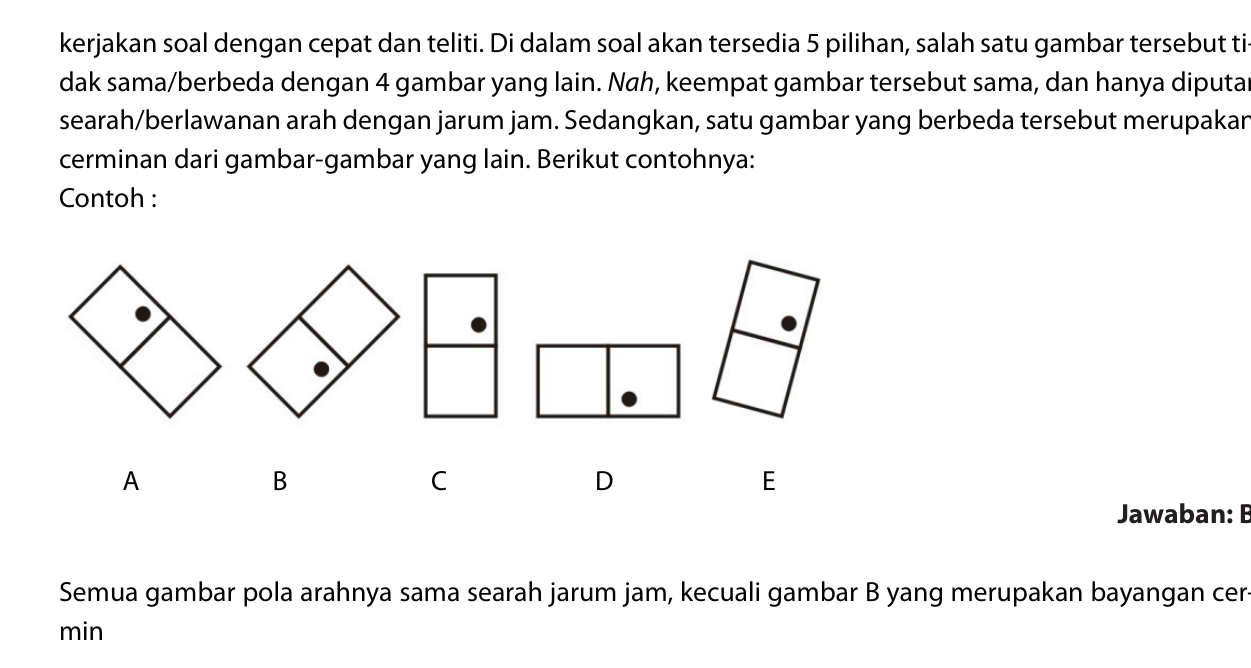 kerjakan soal dengan cepat dan teliti. Di dalam soal akan tersedia 5 pilihan, salah satu gambar tersebut ti-
dak sama/berbeda dengan 4 gambar yang lain. Nah, keempat gambar tersebut sama, dan hanya diputar
searah/berlawanan arah dengan jarum jam. Sedangkan, satu gambar yang berbeda tersebut merupakan
cerminan dari gambar-gambar yang lain. Berikut contohnya:
Contoh :
A B C D E
Jawaban: B
Semua gambar pola arahnya sama searah jarum jam, kecuali gambar B yang merupakan bayangan cer-
min